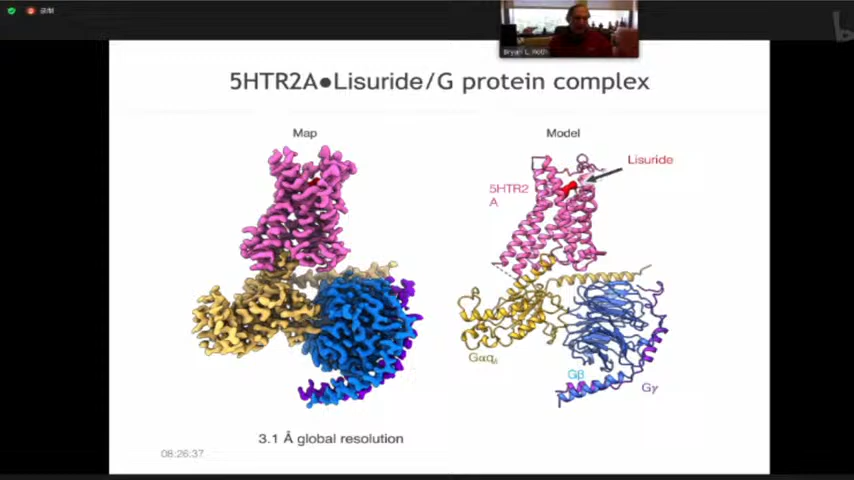 Bryan L. Roth
5HTR2A●Lisuride/G protein complex
Map
Model
Lisuride
5HTR2
A
Gαq
Gβ
Gγ
3.1 Å global resolution
08:26:37